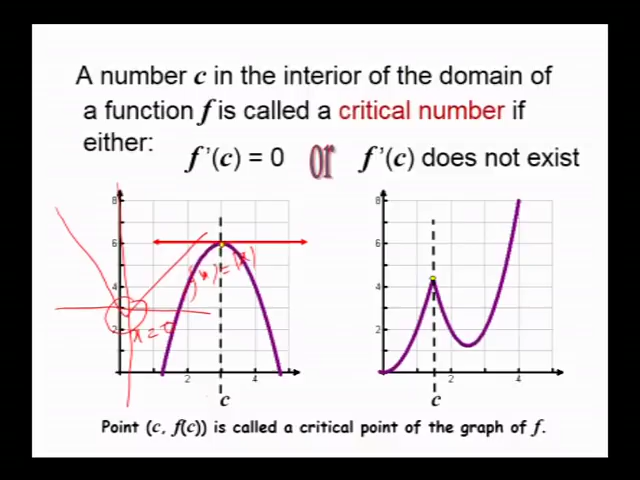 A number c in the interior of the domain of
a function f is called a critical number if
either:
f '(c) = 0 or f '(c) does not exist
8
6
4
2
2
4
c
f(x) = |x|
x = 0
8
6
4
2
2
4
c
Point (c, f(c)) is called a critical point of the graph of f.